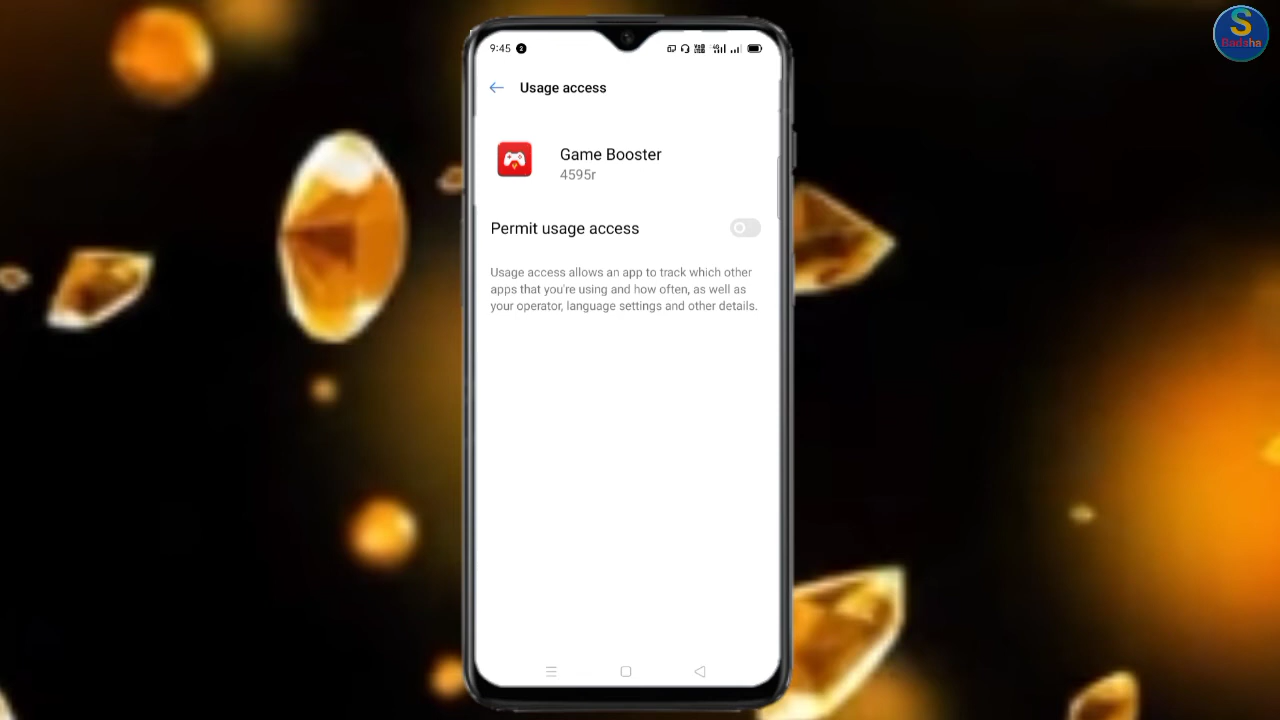 S
Badsha
9:45 2
Usage access
Game Booster
4595r
Permit usage access
Usage access allows an app to track which other
apps that you're using and how often, as well as
your operator, language settings and other details.